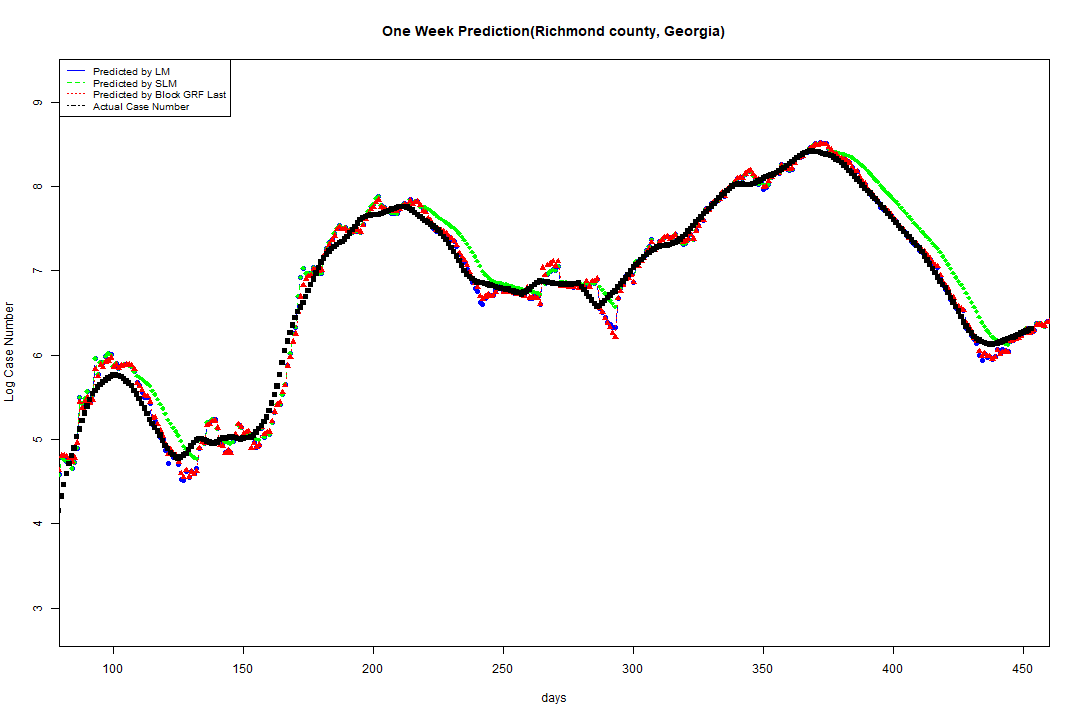 One Week Prediction(Richmond county, Georgia)
Predicted by LM
Predicted by SLM
Predicted by Block GRF Last
Actual Case Number
9
8
7
6
5
4
3
Log Case Number
100 150 200 250 300 350 400 450
days